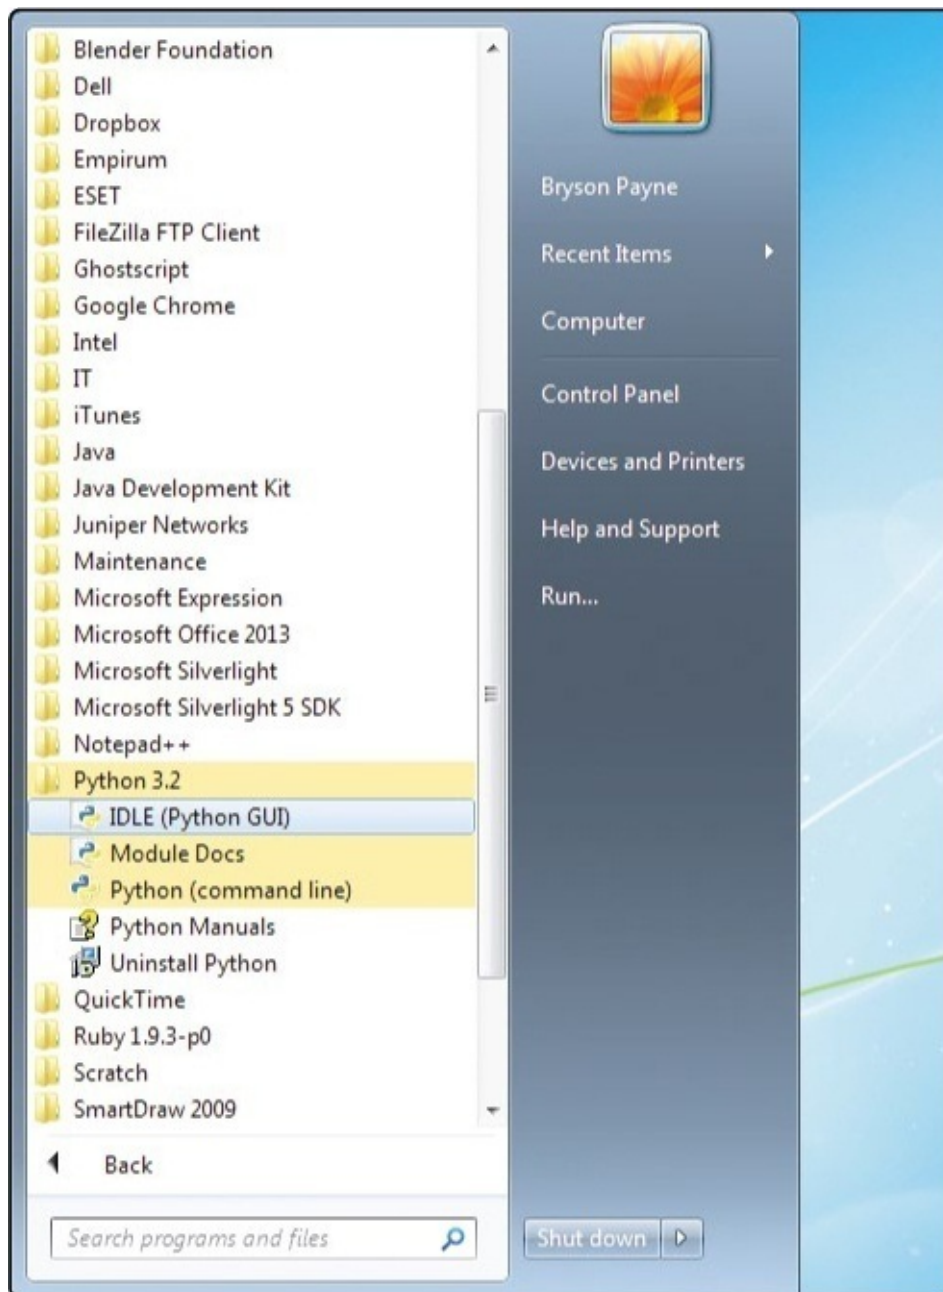 Blender Foundation
Dell
Dropbox
Empirum
ESET
FileZilla FTP Client
Ghostscript
Google Chrome
Intel
IT
iTunes
Java
Java Development Kit
Juniper Networks
Maintenance
Microsoft Expression
Microsoft Office 2013
Microsoft Silverlight
Microsoft Silverlight 5 SDK
Notepad++
Python 3.2
IDLE (Python GUI)
Module Docs
Python (command line)
Python Manuals
Uninstall Python
QuickTime
Ruby 1.9.3-p0
Scratch
SmartDraw 2009
Back
Search programs and files
Bryson Payne
Recent Items
Computer
Control Panel
Devices and Printers
Help and Support
Run...
Shut down